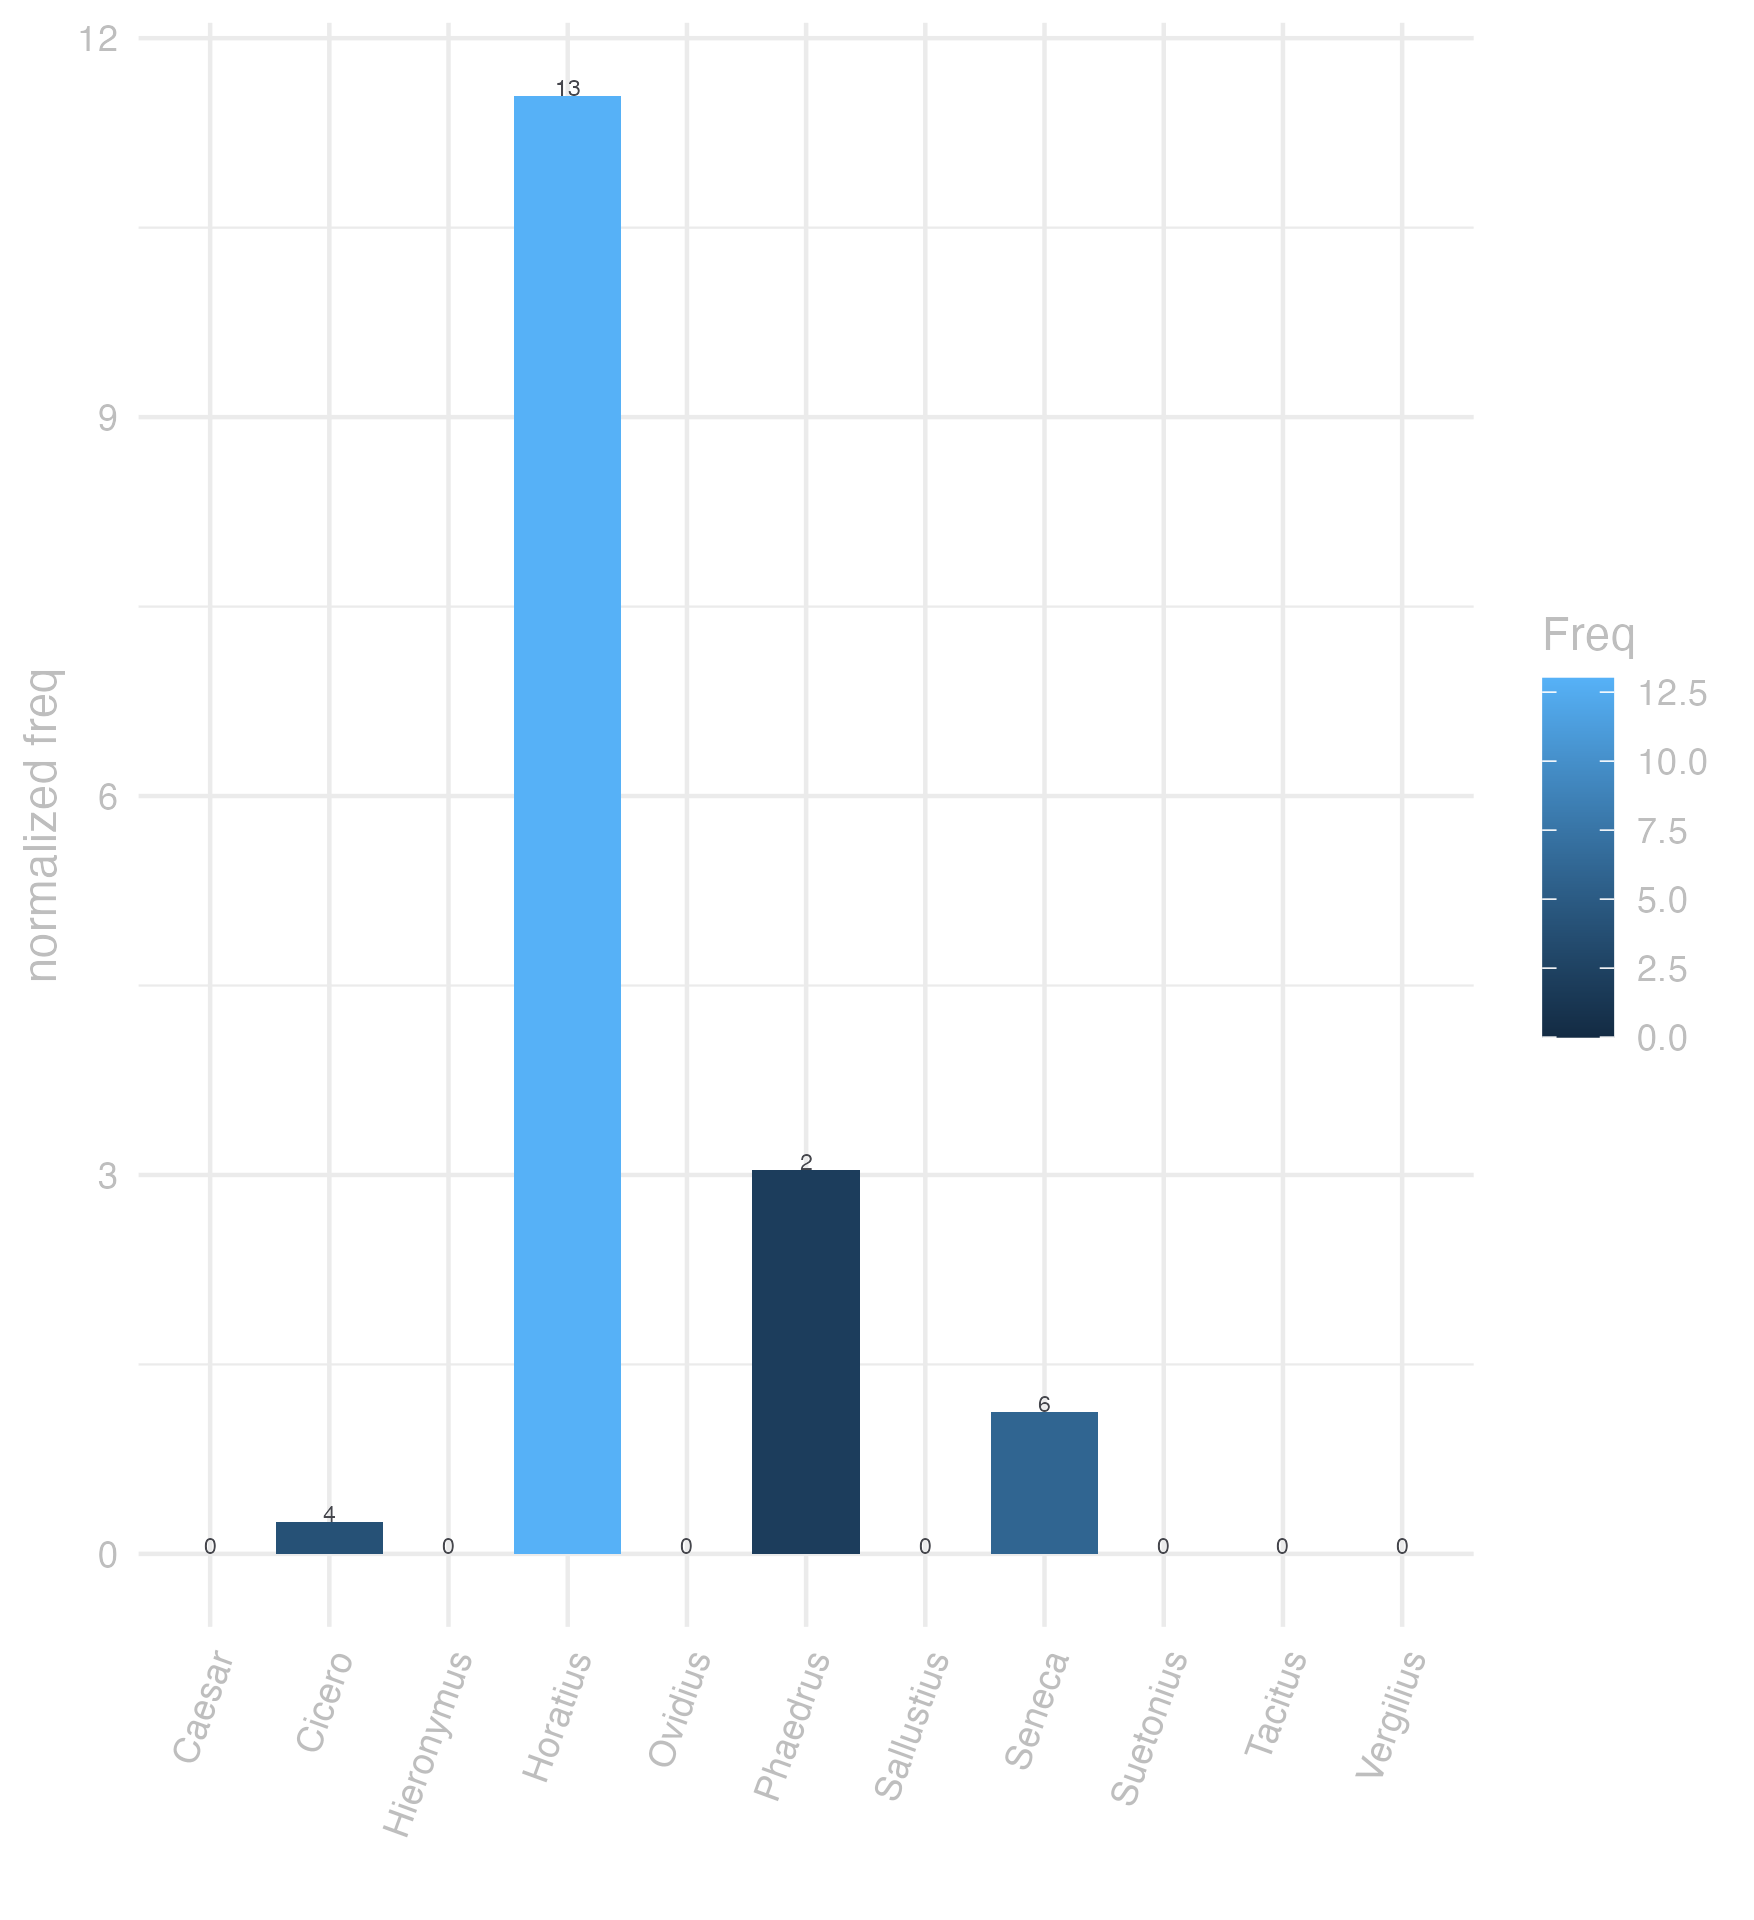 12
9
6
3
0
normalized freq
13
2
6
4
0
0
0
0
0
0
0
Caesar
Cicero
Hieronymus
Horatius
Ovidius
Phaedrus
Sallustius
Seneca
Suetonius
Tacitus
Vergilius
Freq
12.5
10.0
7.5
5.0
2.5
0.0